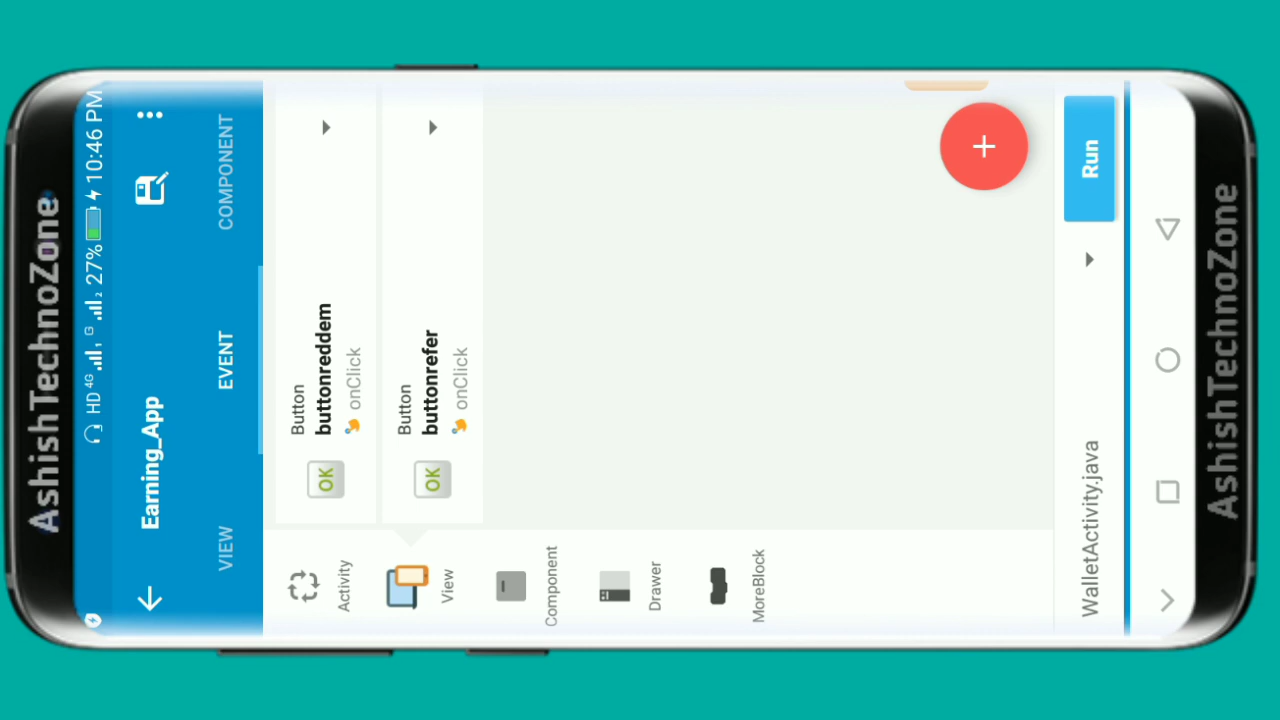 AshishTechnoZone
HD 4G G 2 27% 10:46 PM
Earning_App
VIEW
EVENT
COMPONENT
Activity
View
Component
Drawer
MoreBlock
OK
Button
buttonreddem
onClick
OK
Button
buttonrefer
onClick
+
WalletActivity.java
Run
AshishTechnoZone